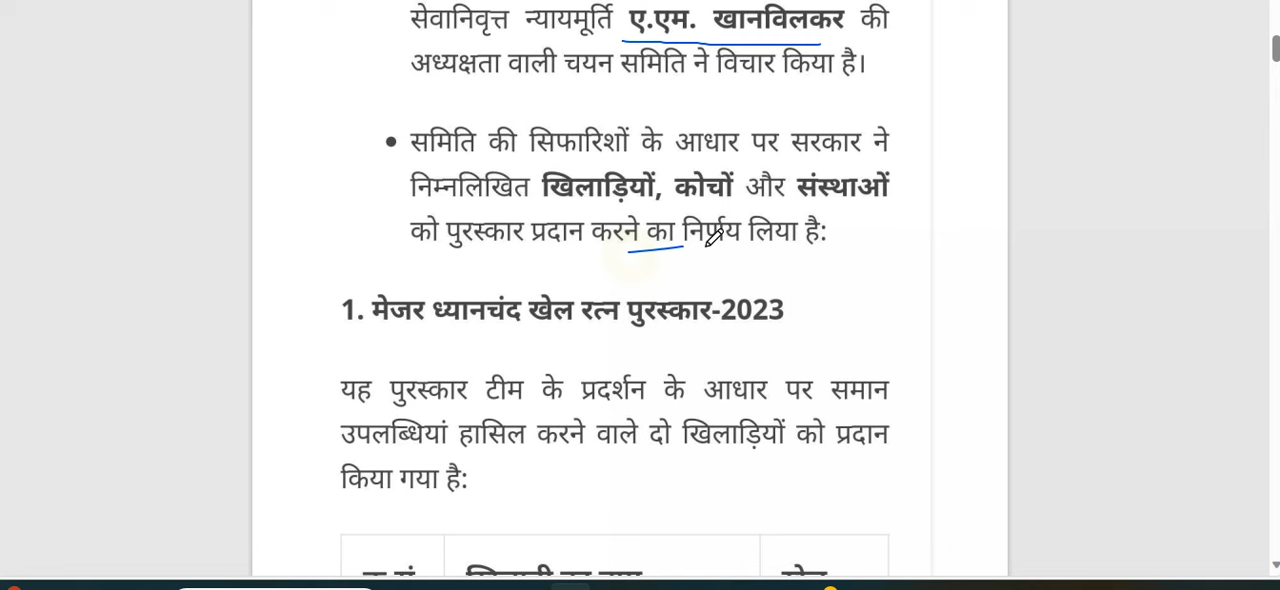 सेवानिवृत्त न्यायमूर्ति ए.एम. खानविलकर की
अध्यक्षता वाली चयन समिति ने विचार किया है।
• समिति की सिफारिशों के आधार पर सरकार ने
निम्नलिखित खिलाड़ियों, कोचों और संस्थाओं
को पुरस्कार प्रदान करने का निर्णय लिया है:
1. मेजर ध्यानचंद खेल रत्न पुरस्कार-2023
यह पुरस्कार टीम के प्रदर्शन के आधार पर समान
उपलब्धियां हासिल करने वाले दो खिलाड़ियों को प्रदान
किया गया है: